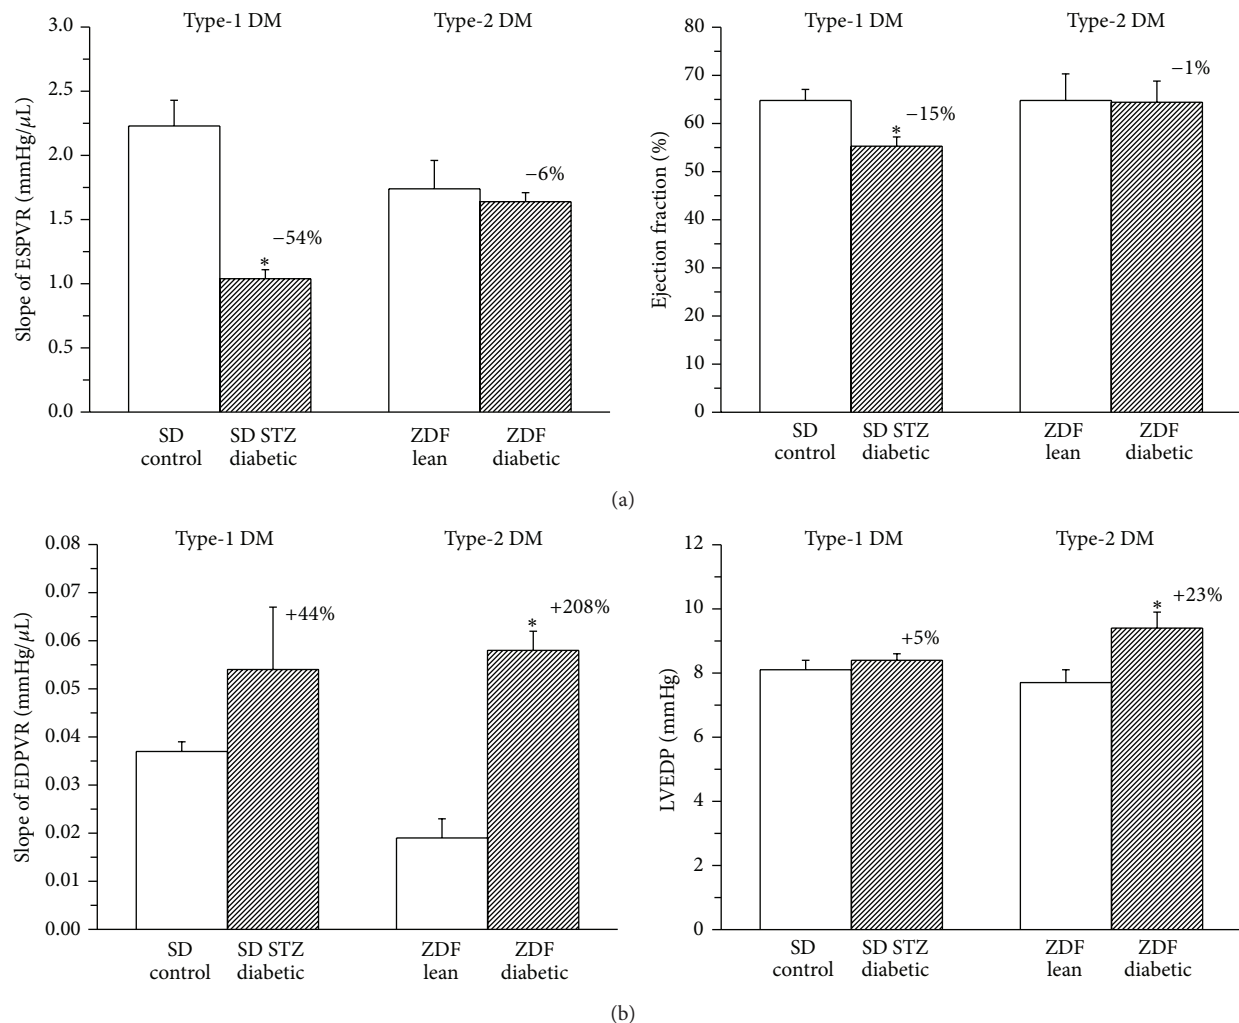 Type-1 DM
Type-2 DM
Slope of ESPVR (mmHg/μL)
3.0
2.5
2.0
1.5
1.0
0.5
0.0
−54%
*
−6%
SD control
SD STZ diabetic
ZDF lean
ZDF diabetic
Type-1 DM
Type-2 DM
Ejection fraction (%)
80
70
60
50
40
30
20
10
0
−15%
*
−1%
SD control
SD STZ diabetic
ZDF lean
ZDF diabetic
(a)
Type-1 DM
Type-2 DM
Slope of EDPVR (mmHg/μL)
0.08
0.07
0.06
0.05
0.04
0.03
0.02
0.01
0.00
+44%
+208%
*
SD control
SD STZ diabetic
ZDF lean
ZDF diabetic
Type-1 DM
Type-2 DM
LVEDP (mmHg)
12
10
8
6
4
2
0
+5%
+23%
*
SD control
SD STZ diabetic
ZDF lean
ZDF diabetic
(b)